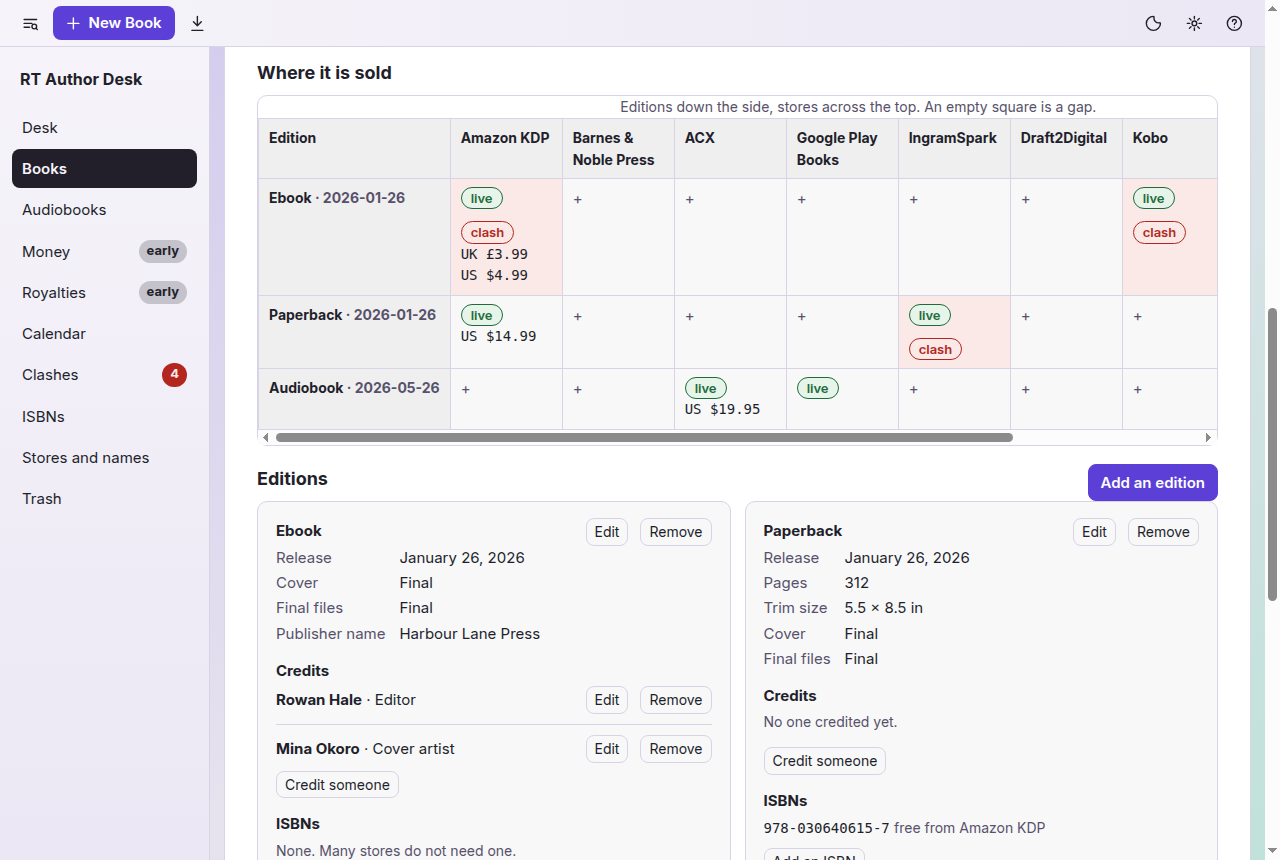 New Book
RT Author Desk
Desk
Books
Audiobooks
Money early
Royalties early
Calendar
Clashes 4
ISBNs
Stores and names
Trash
Where it is sold
Editions down the side, stores across the top. An empty square is a gap.
Edition Amazon KDP Barnes & Noble Press ACX Google Play Books IngramSpark Draft2Digital Kobo
Ebook · 2026-01-26 live + + + + + live
clash clash
UK £3.99
US $4.99
Paperback · 2026-01-26 live + + + live + +
US $14.99 clash
Audiobook · 2026-05-26 + + live live + + +
US $19.95
Editions
Add an edition
Ebook Edit Remove
Release January 26, 2026
Cover Final
Final files Final
Publisher name Harbour Lane Press
Credits
Rowan Hale · Editor Edit Remove
Mina Okoro · Cover artist Edit Remove
Credit someone
ISBNs
None. Many stores do not need one.
Paperback Edit Remove
Release January 26, 2026
Pages 312
Trim size 5.5 × 8.5 in
Cover Final
Final files Final
Credits
No one credited yet.
Credit someone
ISBNs
978-030640615-7 free from Amazon KDP
Add an ISBN